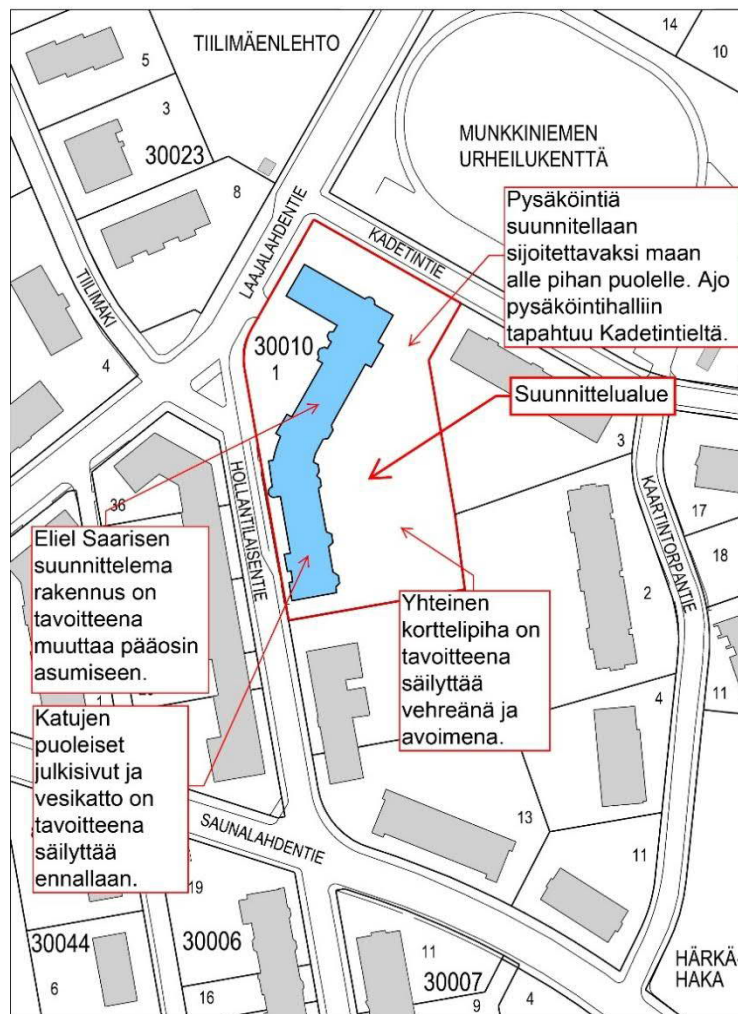 14
10
5
TIILIMÄENLEHTO
3
30023
MUNKKINIEMEN
URHEILUKENTTÄ
8
LAAJALAHDENTIE
KADETINTIE
Pysäköintiä
suunnitellaan
sijoitettavaksi maan
alle pihan puolelle. Ajo
pysäköintihalliin
tapahtuu Kadetintieltä.
TIILIMÄKI
4
30010
1
Suunnittelualue
3
HOLLANTILAISENTIE
KAARTINTORPANTIE
36
17
18
2
11
Eliel Saarisen
suunnittelema
rakennus on
tavoitteena
muuttaa pääosin
asumiseen.
Yhteinen
korttelipiha on
tavoitteena
säilyttää
vehreänä ja
avoimena.
1
4
Katujen
puoleiset
julkisivut ja
vesikatto on
tavoitteena
säilyttää
ennallaan.
SAUNALAHDENTIE
13
11
19
30044
30006
11
30007
6
16
9
4
HÄRKÄ-
HAKA